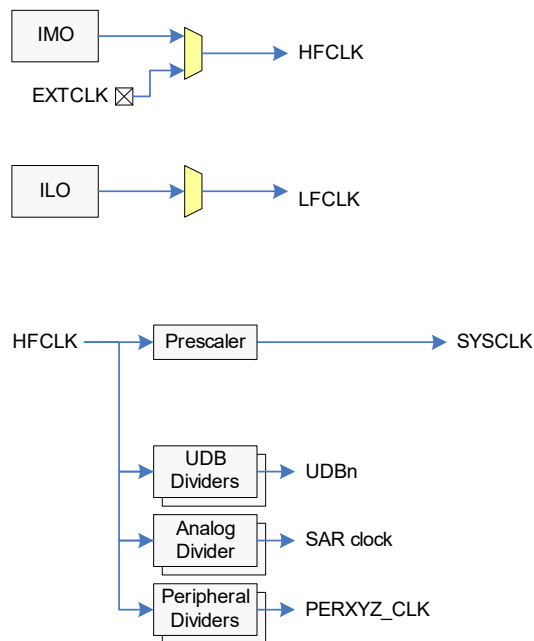 IMO
HFCLK
EXTCLK
ILO
LFCLK
HFCLK
Prescaler
SYSCLK
UDB
Dividers
UDBn
Analog
Divider
SAR clock
Peripheral
Dividers
PERXYZ_CLK